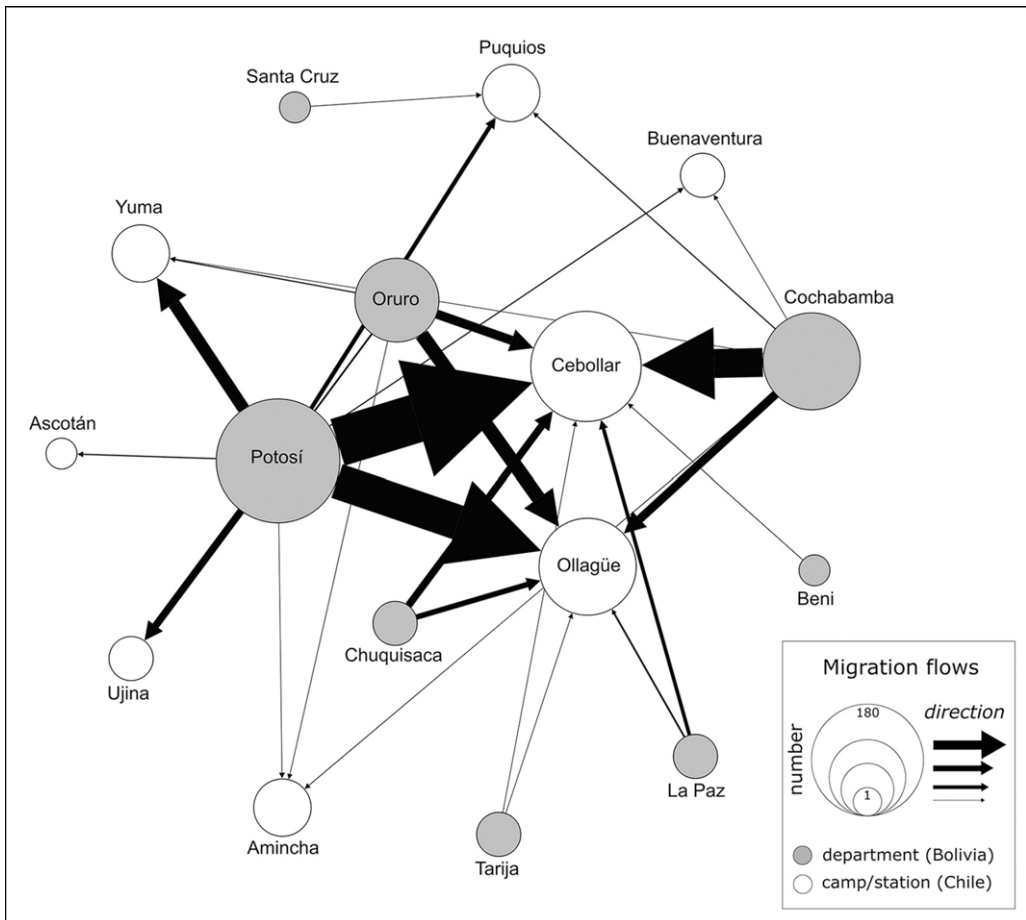 Puquios
Santa Cruz
Buenaventura
Yuma
Oruro
Cochabamba
Cebollar
Ascotán
Potosí
Ollagüe
Beni
Chuquisaca
Ujina
La Paz
Amincha
Tarija
Migration flows
number
180
1
direction
department (Bolivia)
camp/station (Chile)